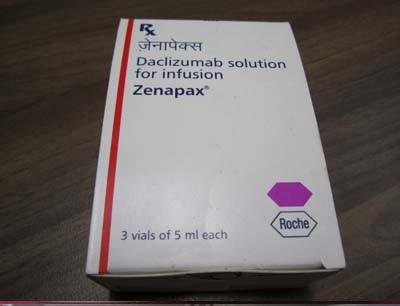 Rx
ज़ेनापेक्स
Daclizumab solution
for infusion
Zenapax®
Roche
3 vials of 5 ml each